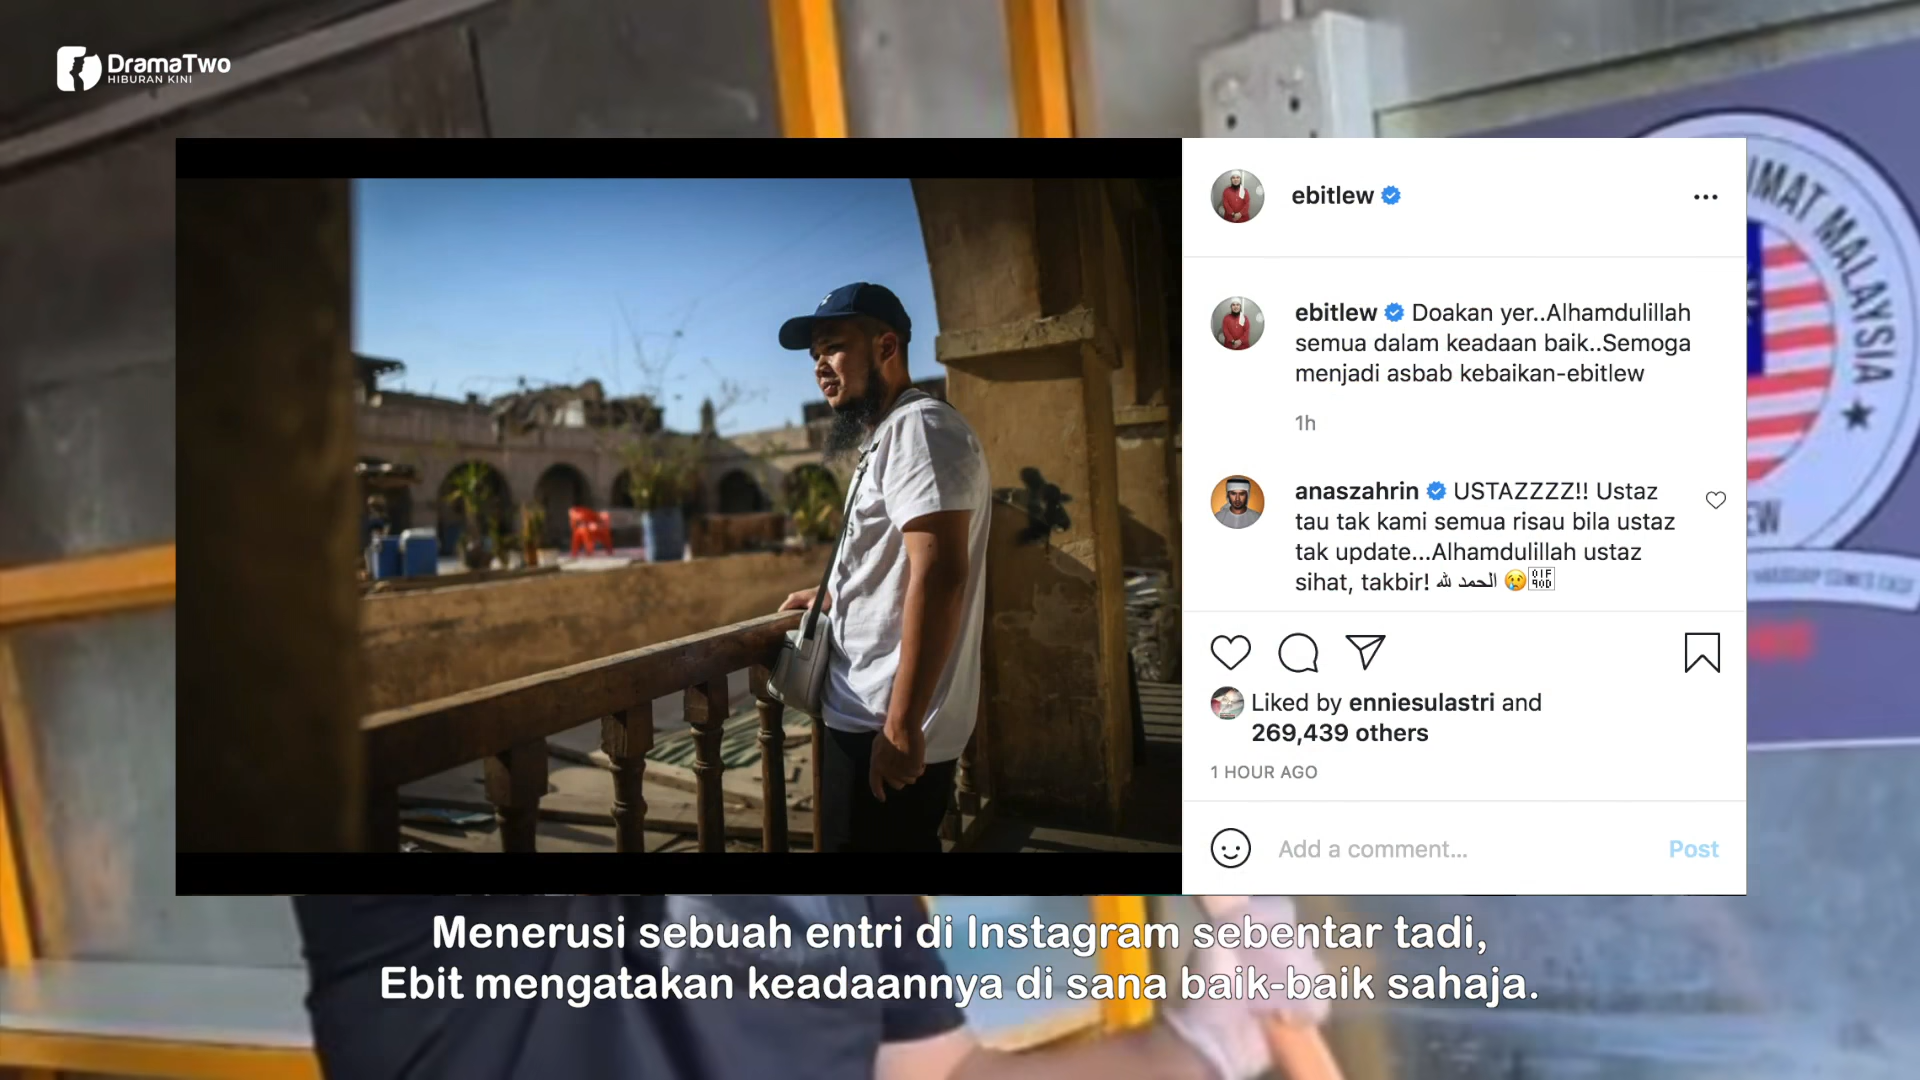 DramaTwo
HIBURAN KINI
ebitlew
ebitlew Doakan yer..Alhamdulillah
semua dalam keadaan baik..Semoga
menjadi asbab kebaikan-ebitlew
1h
anaszahrin USTAZZZZ!! Ustaz
tau tak kami semua risau bila ustaz
tak update...Alhamdulillah ustaz
sihat, takbir! الحمد لله 😢
Liked by enniesulastri and
269,439 others
1 HOUR AGO
Add a comment... Post
MALAYSIA
Menerusi sebuah entri di Instagram sebentar tadi,
Ebit mengatakan keadaannya di sana baik-baik sahaja.